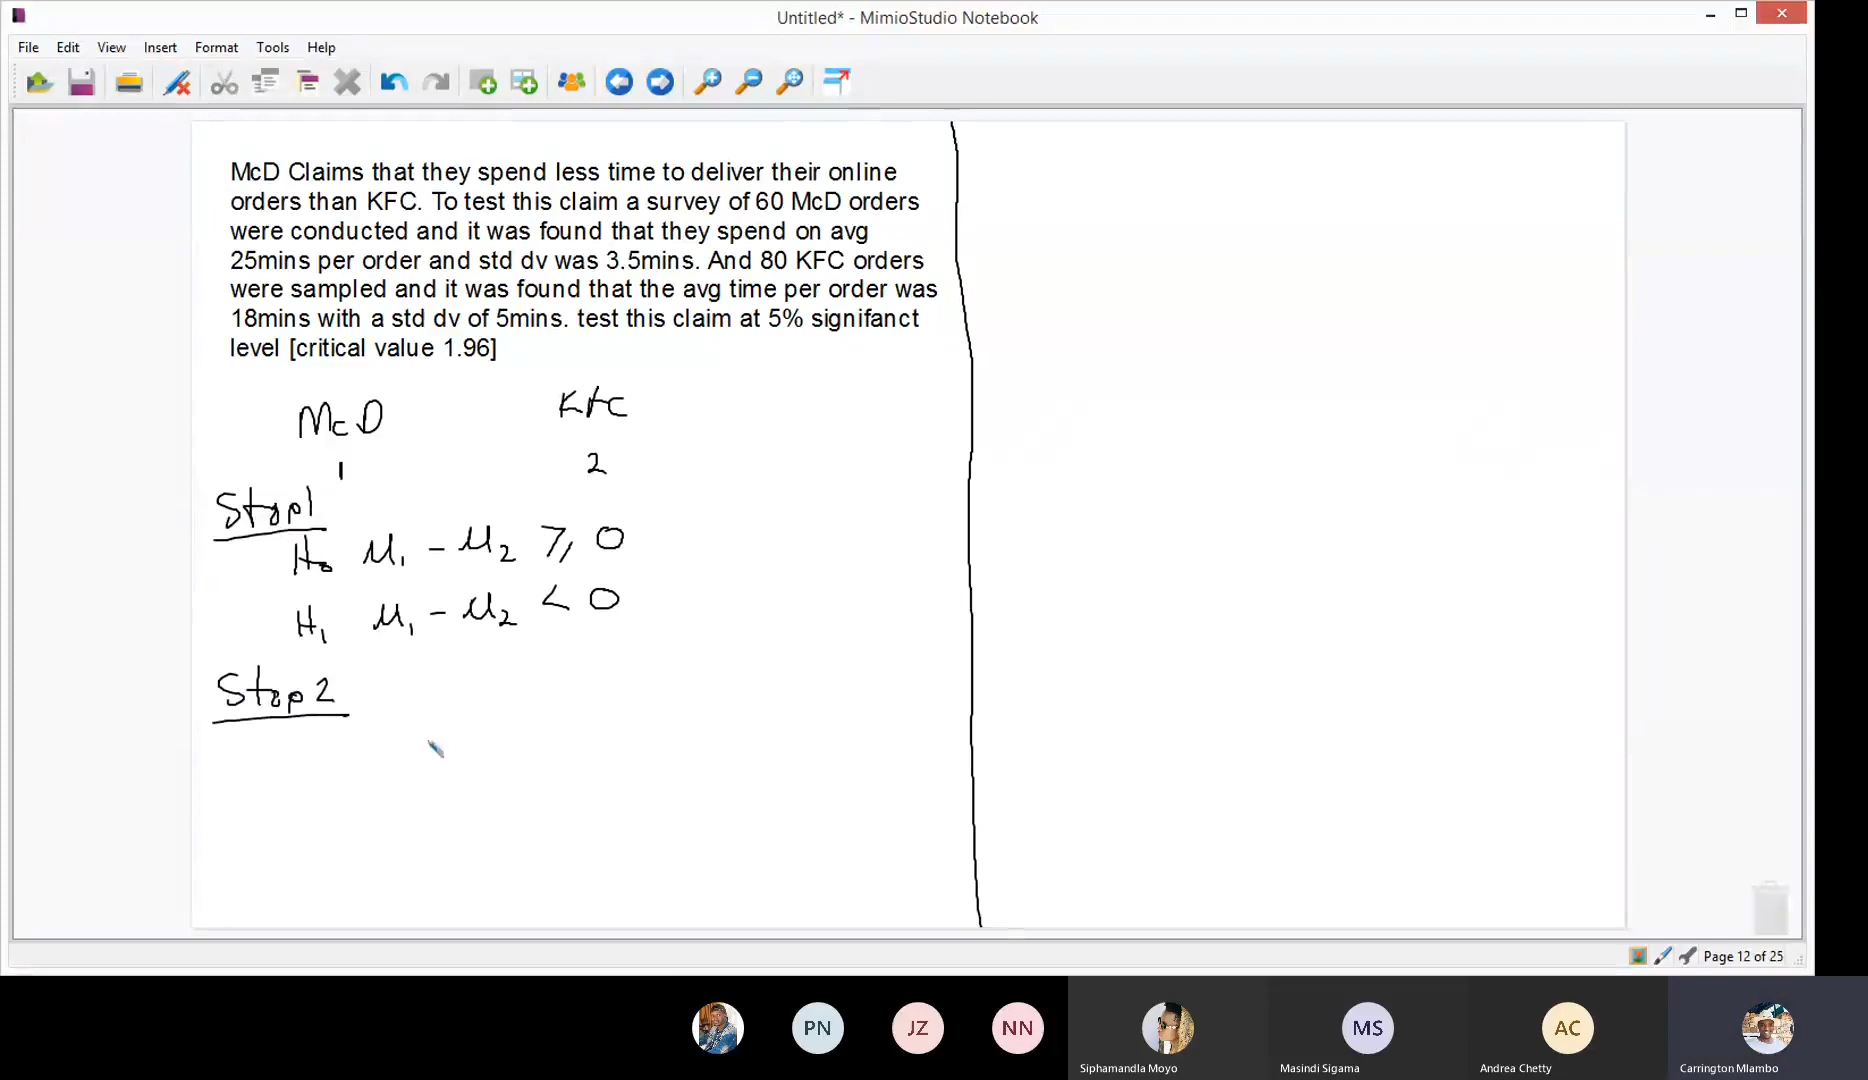 Untitled* - MimioStudio Notebook
File Edit View Insert Format Tools Help
McD Claims that they spend less time to deliver their online
orders than KFC. To test this claim a survey of 60 McD orders
were conducted and it was found that they spend on avg
25mins per order and std dv was 3.5mins. And 80 KFC orders
were sampled and it was found that the avg time per order was
18mins with a std dv of 5mins. test this claim at 5% signifanct
level [critical value 1.96]
McD KFC
1 2
Step 1
H₀ μ₁ - μ₂ ≥ 0
H₁ μ₁ - μ₂ < 0
Step 2
Page 12 of 25
PN JZ NN MS AC
Siphamandla Moyo Masindi Sigama Andrea Chetty Carrington Mlambo